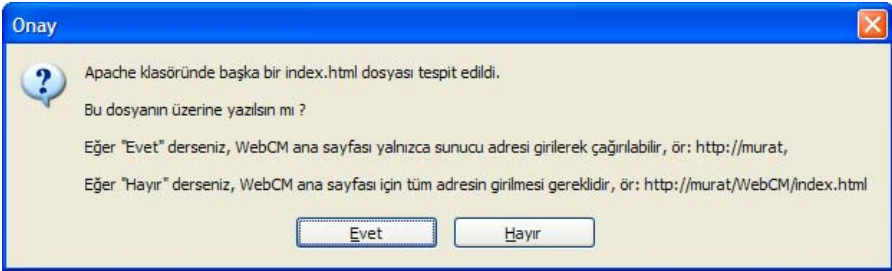 Onay
Apache klasöründe başka bir index.html dosyası tespit edildi.
Bu dosyanın üzerine yazılsın mı ?
Eğer "Evet" derseniz, WebCM ana sayfası yalnızca sunucu adresi girilerek çağırılabilir, ör: http://murat,
Eğer "Hayır" derseniz, WebCM ana sayfası için tüm adresin girilmesi gereklidir, ör: http://murat/WebCM/index.html
Evet Hayır